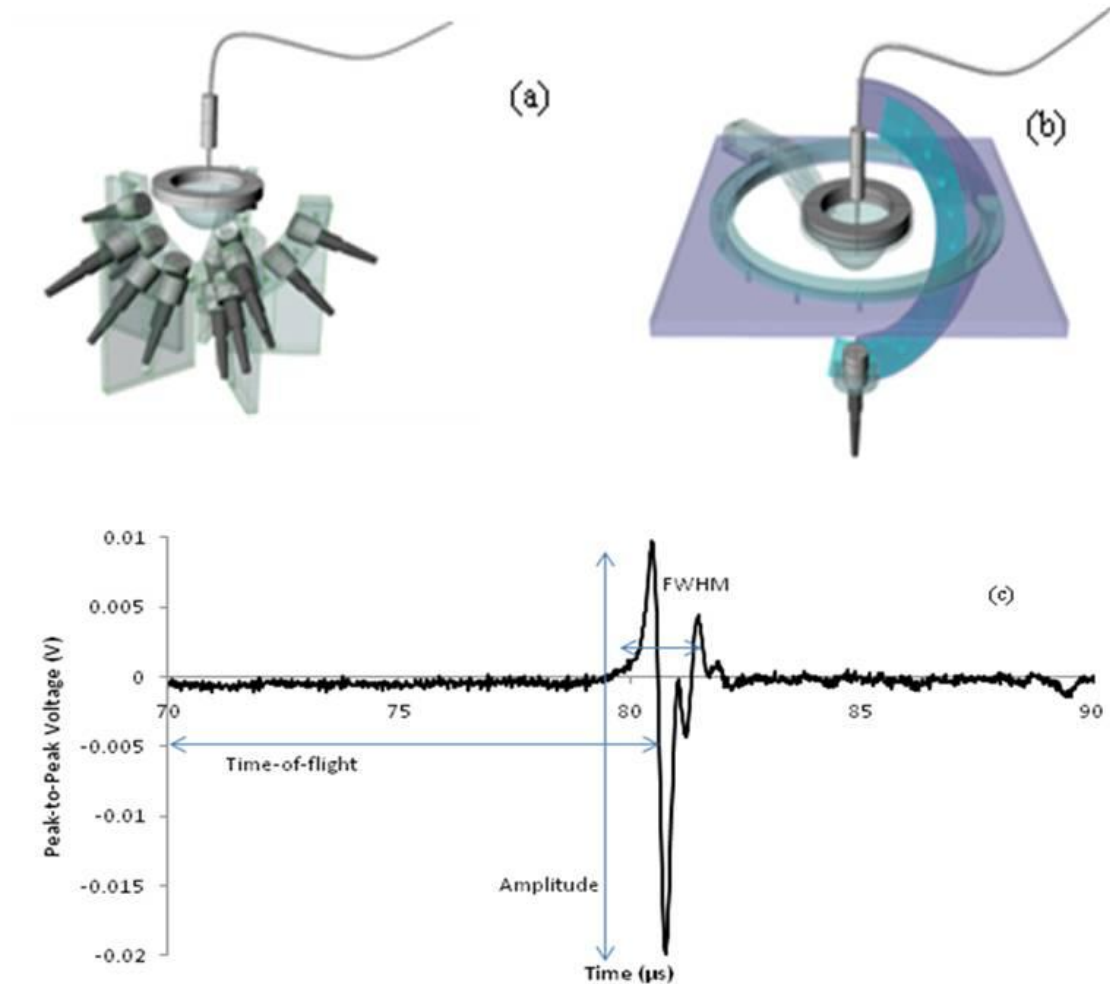 (a)
(b)
0.01
FWHM
(c)
0.005
0
70
75
80
85
90
-0.005
Time-of-flight
-0.01
-0.015
Amplitude
-0.02
Time (µs)
Peak-to-Peak Voltage (V)